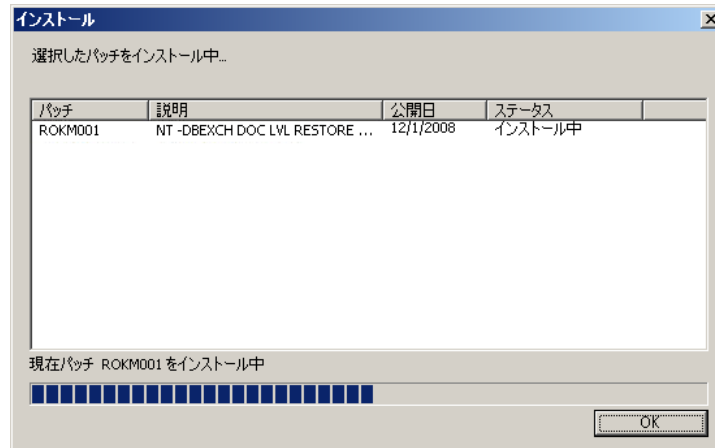 インストール
選択したパッチをインストール中...
パッチ 説明 公開日 ステータス
ROKM001 NT -DBEXCH DOC LVL RESTORE ... 12/1/2008 インストール中
現在パッチ ROKM001 をインストール中
OK